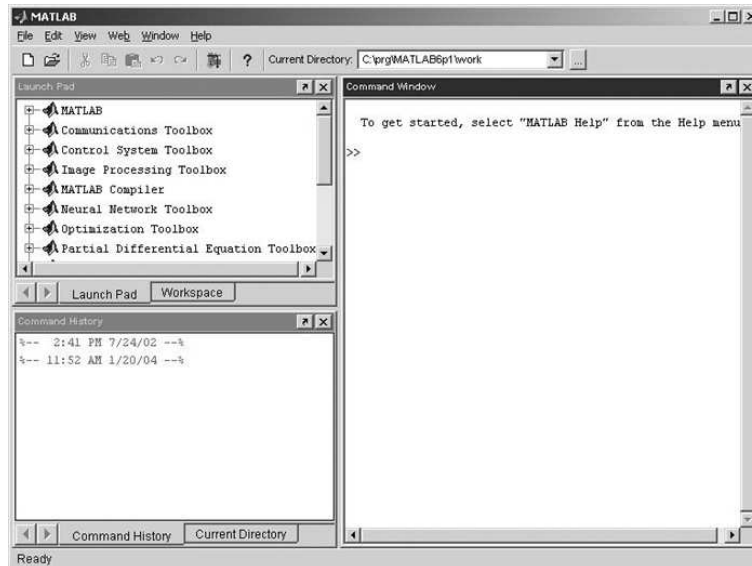 MATLAB
File Edit View Web Window Help
? Current Directory: C:\prg\MATLAB6p1\work ...
Launch Pad
MATLAB
Communications Toolbox
Control System Toolbox
Image Processing Toolbox
MATLAB Compiler
Neural Network Toolbox
Optimization Toolbox
Partial Differential Equation Toolbox
Launch Pad Workspace
Command History
%-- 2:41 PM 7/24/02 --%
%-- 11:52 AM 1/20/04 --%
Command History Current Directory
Command Window
To get started, select "MATLAB Help" from the Help menu
>>
Ready